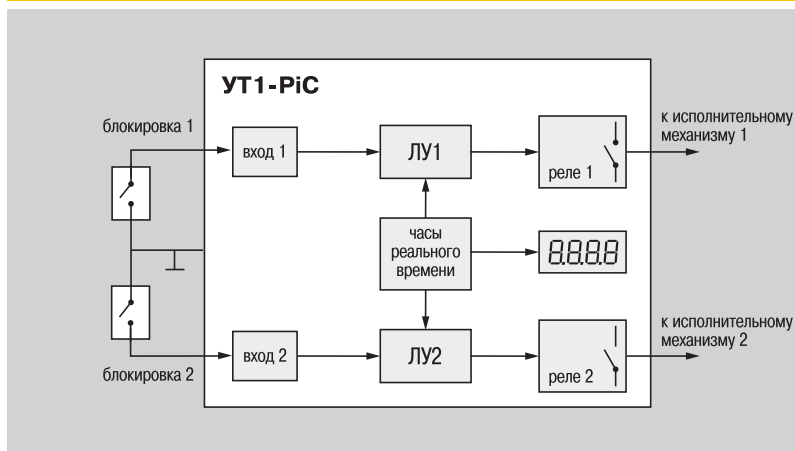 УТ1-PiC
блокировка 1
вход 1
ЛУ1
реле 1
к исполнительному
механизму 1
часы
реального
времени
8.8.8.8
вход 2
ЛУ2
реле 2
к исполнительному
механизму 2
блокировка 2